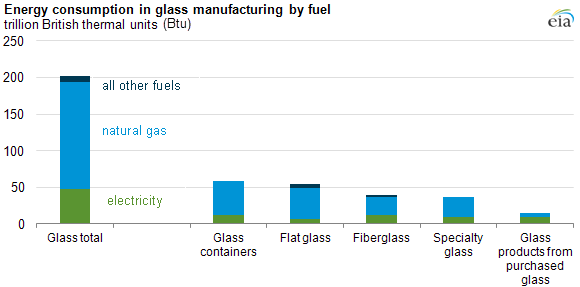 Energy consumption in glass manufacturing by fuel
trillion British thermal units (Btu)
eia
250
200
150
100
50
0
all other fuels
natural gas
electricity
Glass total
Glass
containers
Flat glass
Fiberglass
Specialty
glass
Glass
products from
purchased
glass